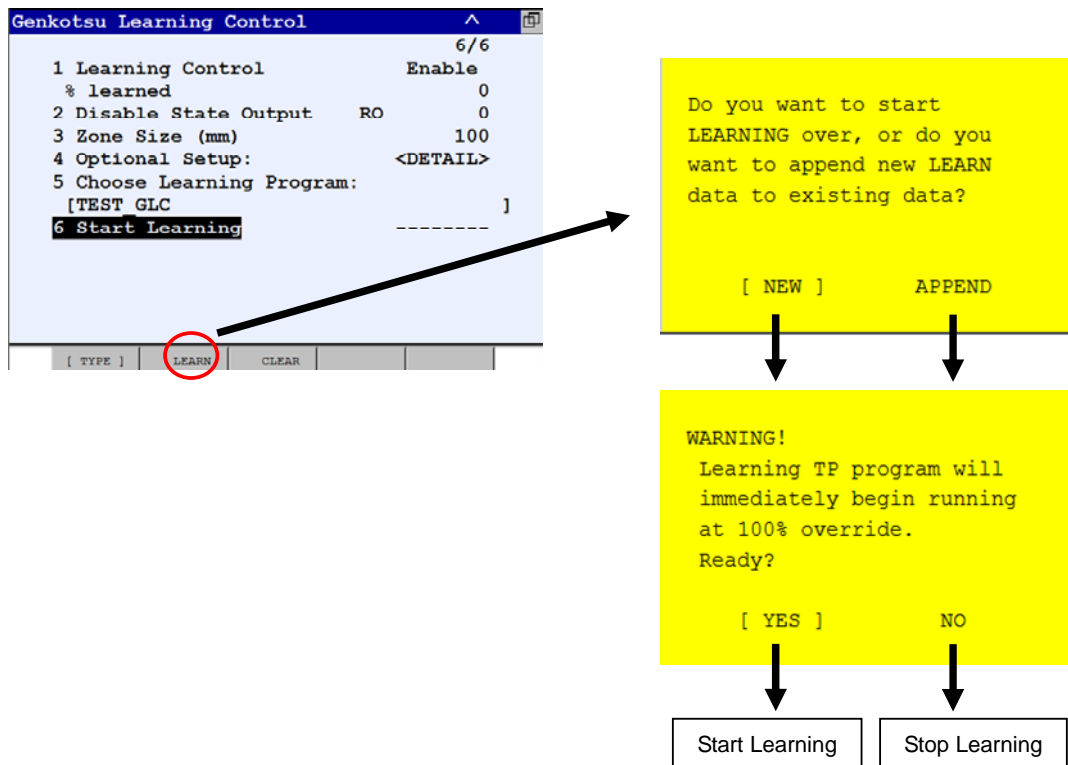 Genkotsu Learning Control ^
6/6
1 Learning Control Enable
% learned 0
2 Disable State Output RO 0
3 Zone Size (mm) 100
4 Optional Setup: <DETAIL>
5 Choose Learning Program:
[TEST_GLC ]
6 Start Learning --------
[ TYPE ] LEARN CLEAR
Do you want to start
LEARNING over, or do you
want to append new LEARN
data to existing data?
[ NEW ] APPEND
WARNING!
Learning TP program will
immediately begin running
at 100% override.
Ready?
[ YES ] NO
Start Learning Stop Learning